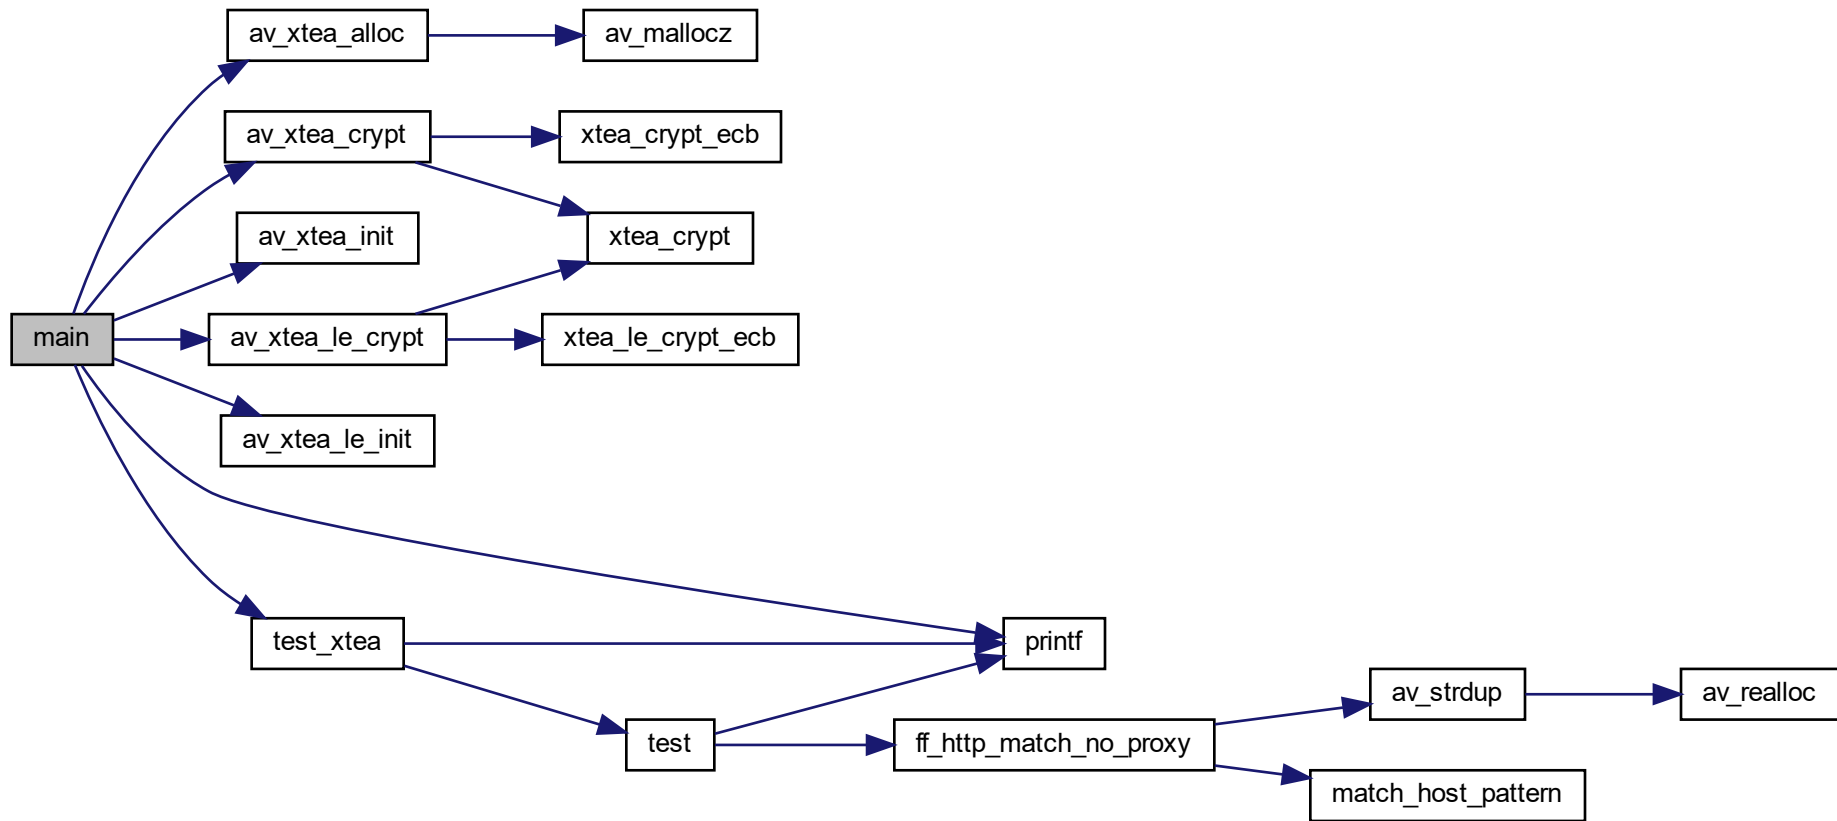 av_xtea_alloc
av_mallocz
av_xtea_crypt
xtea_crypt_ecb
av_xtea_init
xtea_crypt
main
av_xtea_le_crypt
xtea_le_crypt_ecb
av_xtea_le_init
test_xtea
printf
av_strdup
av_realloc
test
ff_http_match_no_proxy
match_host_pattern